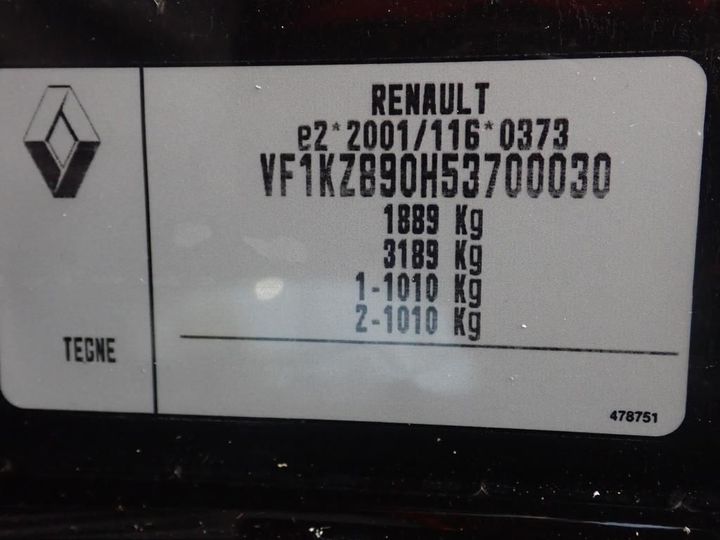 RENAULT
e2*2001/116*0373
VF1KZ890H53700030
1889 Kg
3189 Kg
1-1010 Kg
2-1010 Kg
TEGNE
478751